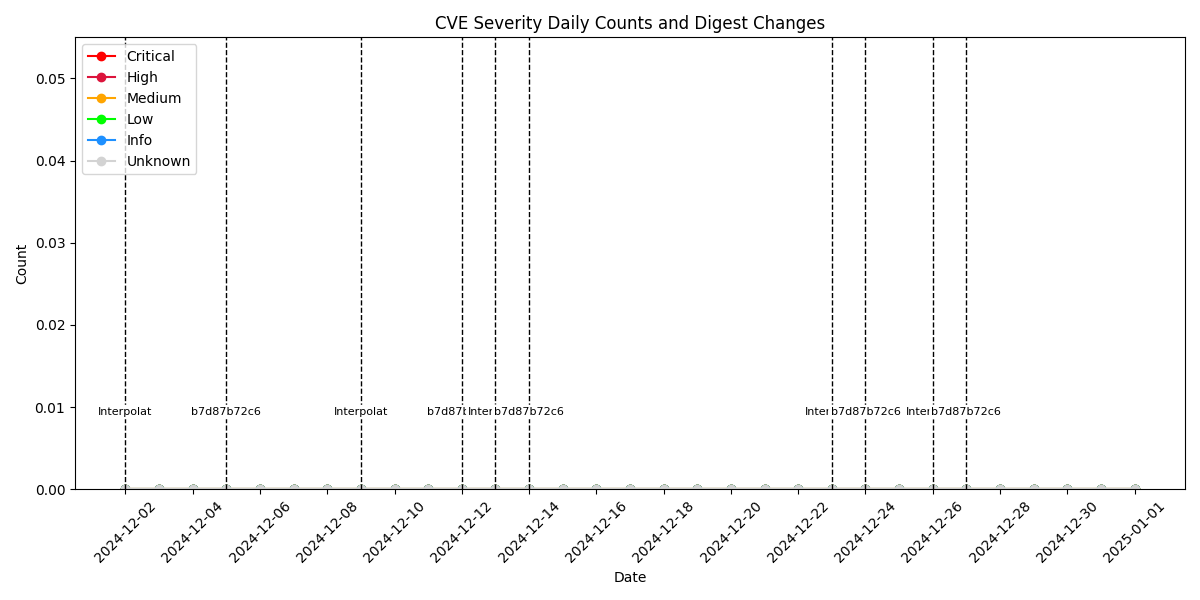 CVE Severity Daily Counts and Digest Changes
Critical
High
Medium
Low
Info
Unknown
Count
0.05
0.04
0.03
0.02
0.01
0.00
Interpolat
b7d87b72c6
Interpolat
b7d87
Inter
b7d87b72c6
Inter
b7d87b72c6
Inter
b7d87b72c6
2024-12-02
2024-12-04
2024-12-06
2024-12-08
2024-12-10
2024-12-12
2024-12-14
2024-12-16
2024-12-18
2024-12-20
2024-12-22
2024-12-24
2024-12-26
2024-12-28
2024-12-30
2025-01-01
Date